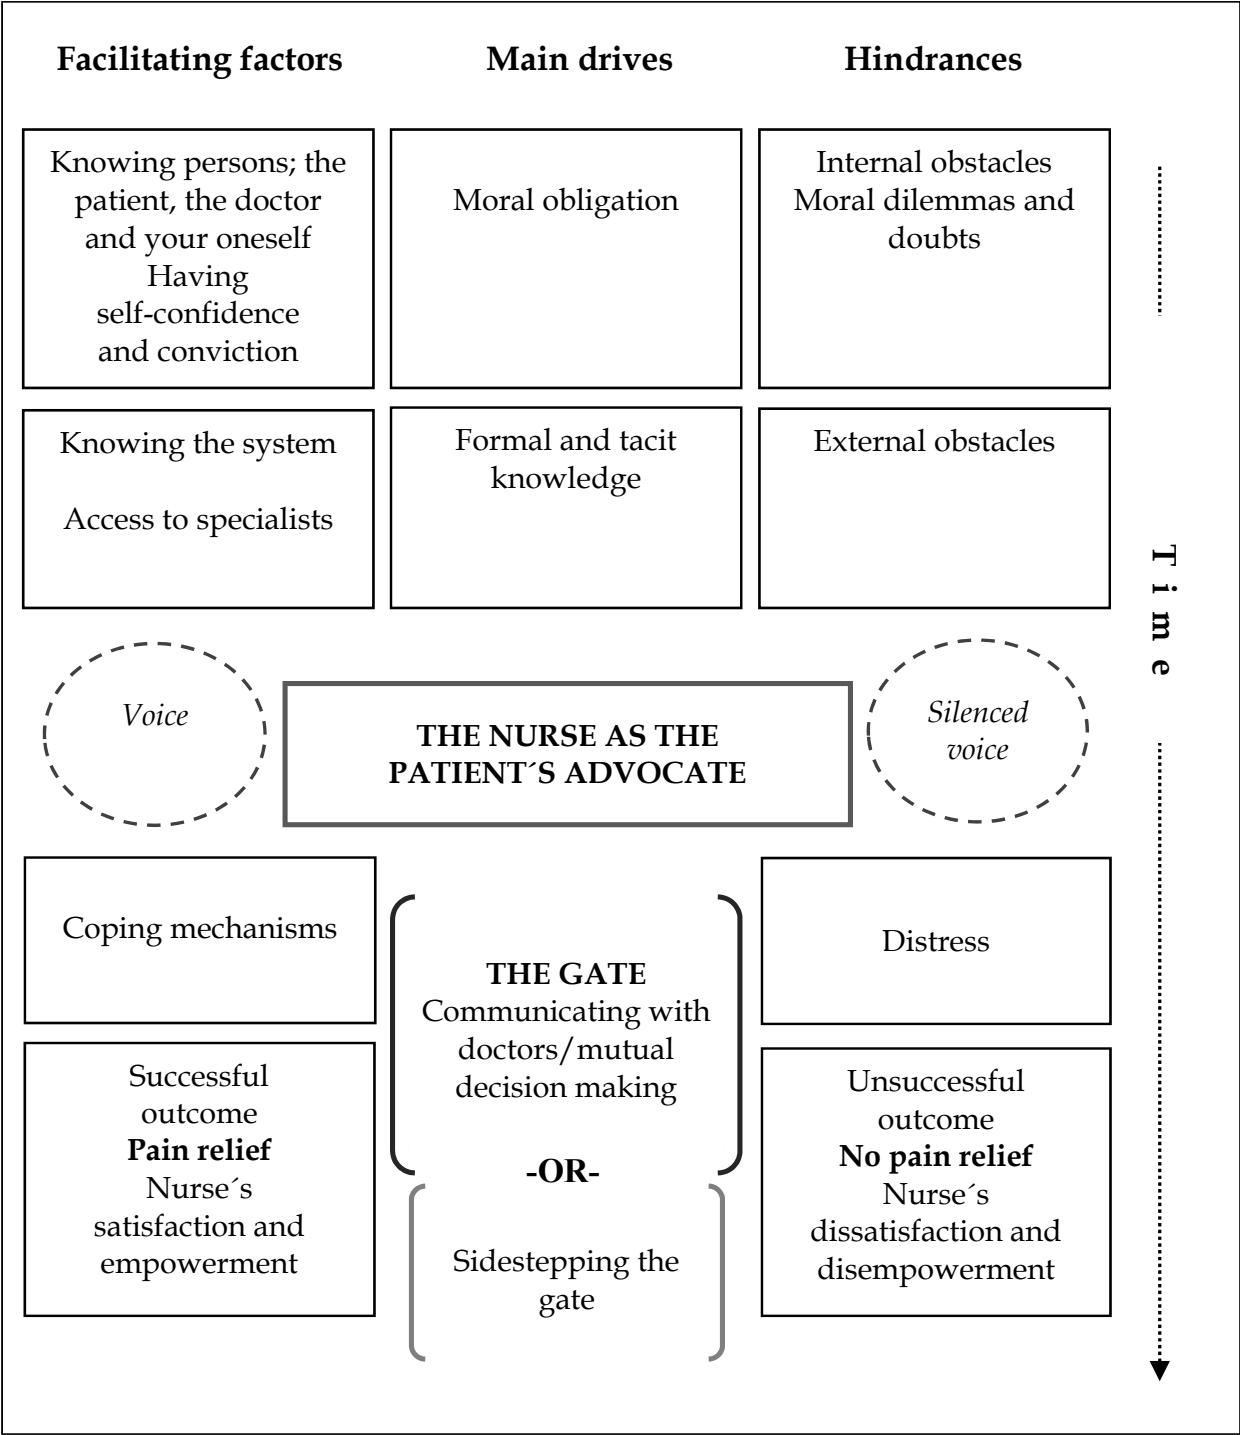 Facilitating factors
Main drives
Hindrances
Knowing persons; the
patient, the doctor
and your oneself
Having
self-confidence
and conviction
Moral obligation
Internal obstacles
Moral dilemmas and
doubts
Knowing the system
Access to specialists
Formal and tacit
knowledge
External obstacles
Time
Voice
THE NURSE AS THE
PATIENT´S ADVOCATE
Silenced
voice
Coping mechanisms
THE GATE
Communicating with
doctors/mutual
decision making
Distress
Successful
outcome
Pain relief
Nurse´s
satisfaction and
empowerment
-OR-
Sidestepping the
gate
Unsuccessful
outcome
No pain relief
Nurse´s
dissatisfaction and
disempowerment